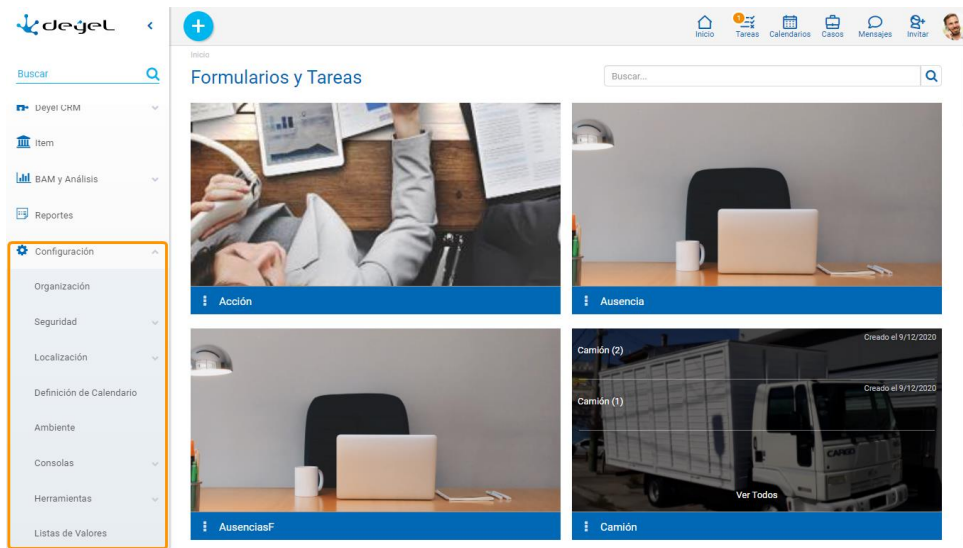 deyel
Buscar
Deyel CRM
Item
BAM y Análisis
Reportes
Configuración
Organización
Seguridad
Localización
Definición de Calendario
Ambiente
Consolas
Herramientas
Listas de Valores
1
Inicio
Tareas
Calendarios
Casos
Mensajes
Invitar
Inicio
Formularios y Tareas
Buscar...
Acción
Ausencia
AusenciasF
Creado el 9/12/2020
Camión (2)
Creado el 9/12/2020
Camión (1)
CARGO
Ver Todos
Camión